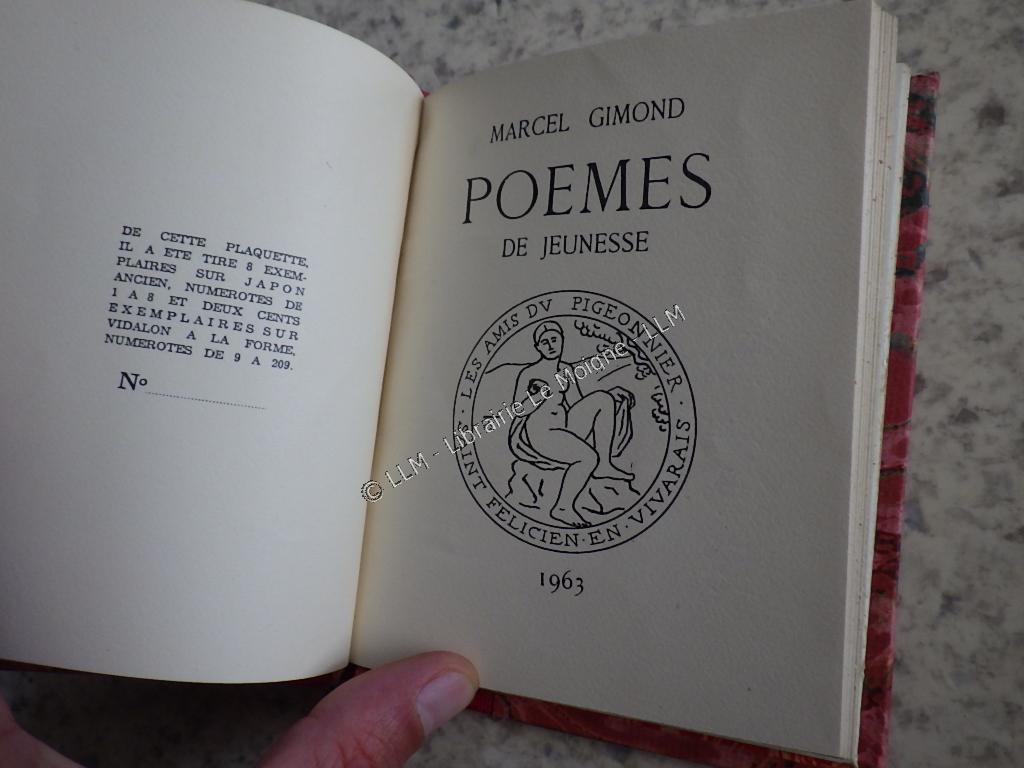 DE CETTE PLAQUETTE,
IL A ETE TIRE 8 EXEM-
PLAIRES SUR JAPON
ANCIEN, NUMEROTES DE
1 A 8 ET DEUX CENTS
EXEMPLAIRES SUR
VIDALON A LA FORME,
NUMEROTES DE 9 A 209.
No
MARCEL GIMOND
POEMES
DE JEUNESSE
LES AMIS DV PIGEONNIER
SAINT FELICIEN · EN · VIVARAIS
1963
© LLM - Librairie Le Moigne - LLM